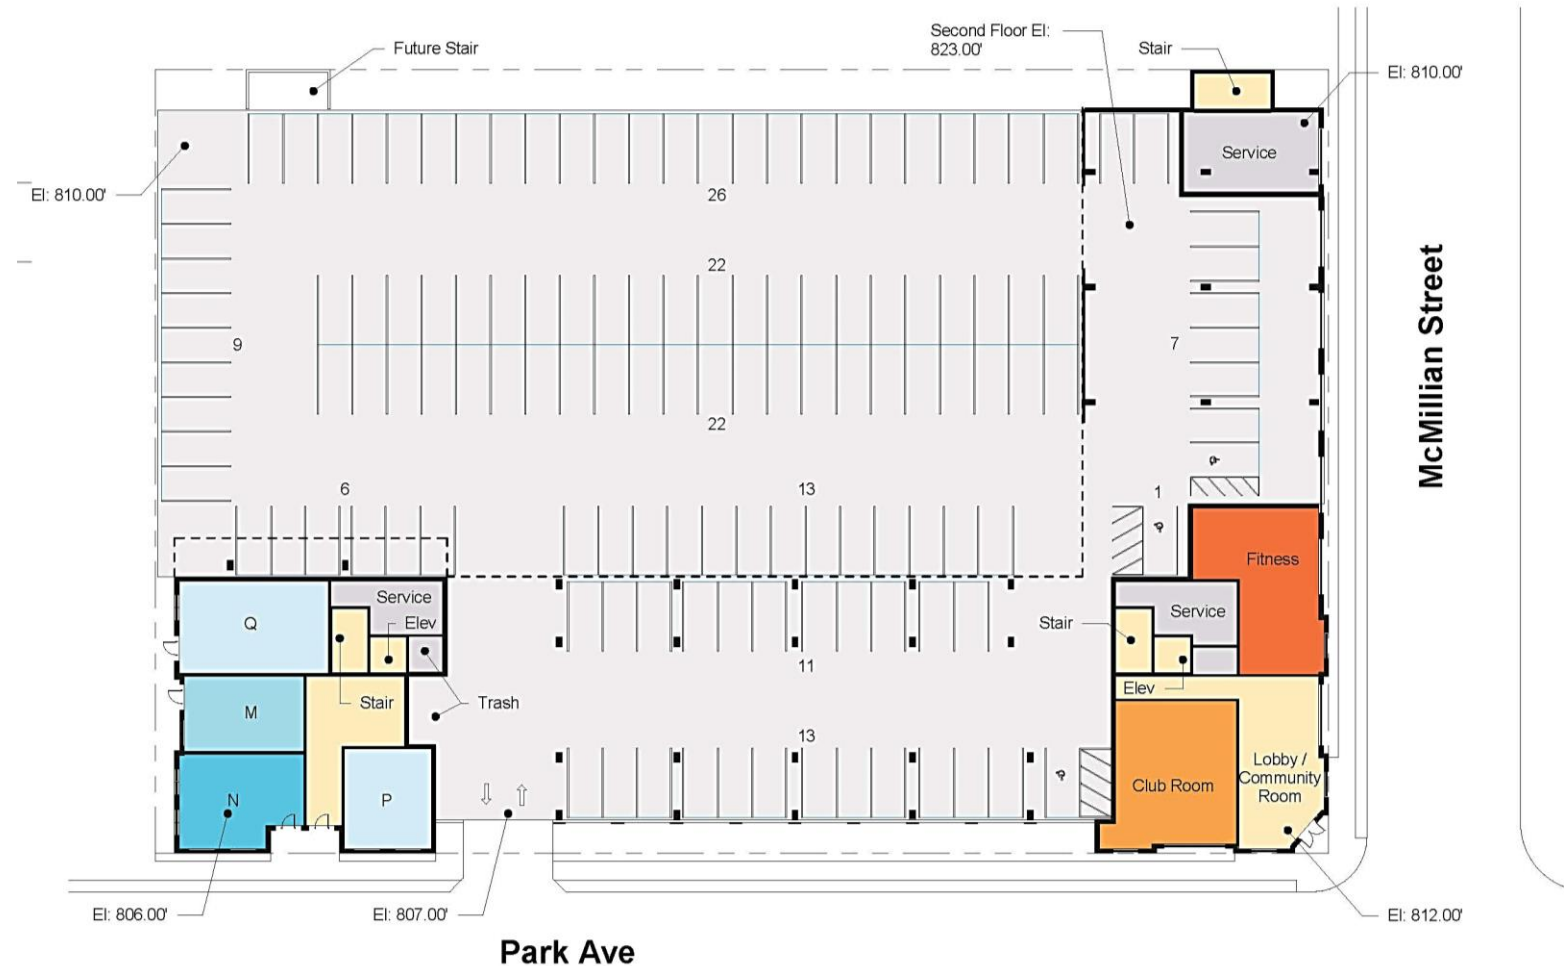 Future Stair
Second Floor El:
823.00'
Stair
El: 810.00'
Service
El: 810.00'
26
22
9
7
22
6
13
1
McMillian Street
Fitness
Service
Q
Elev
Service
Stair
11
Elev
M
Stair
Trash
13
Lobby /
Community
Room
Club Room
N
P
El: 806.00'
El: 807.00'
El: 812.00'
Park Ave